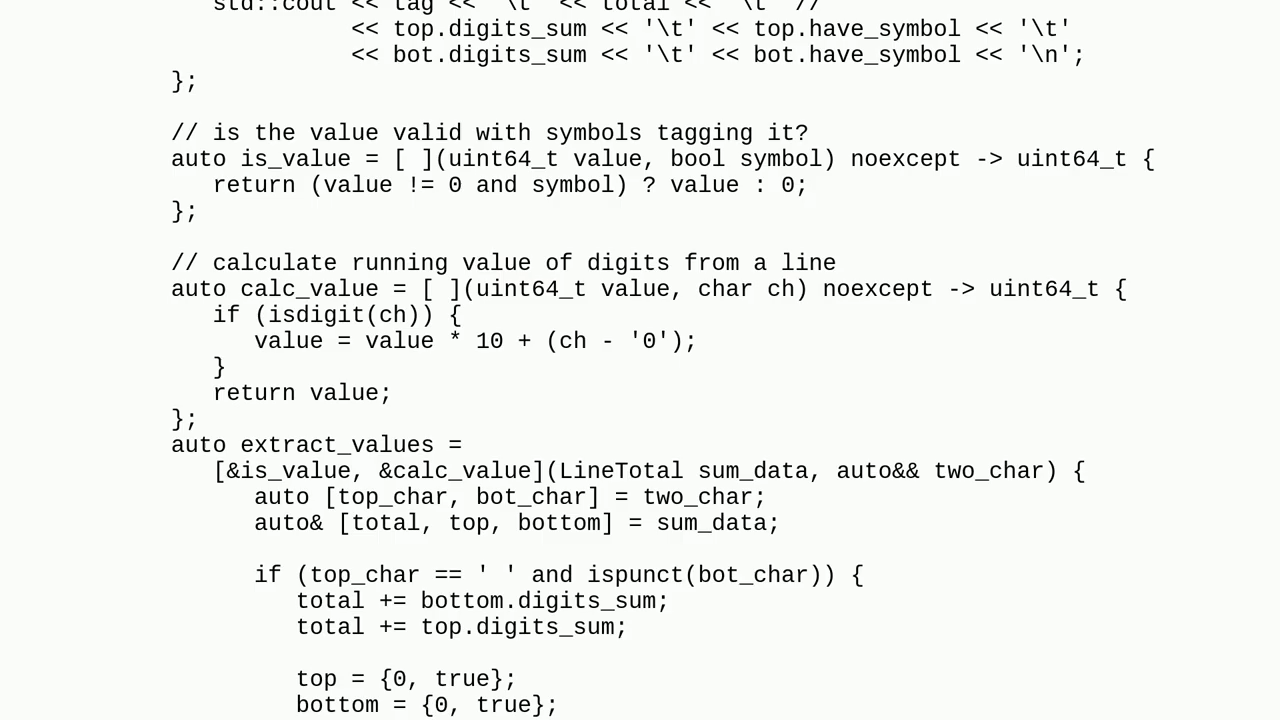 std::cout << tag << '\t' << total << '\t' //
<< top.digits_sum << '\t' << top.have_symbol << '\t'
<< bot.digits_sum << '\t' << bot.have_symbol << '\n';
};
// is the value valid with symbols tagging it?
auto is_value = [ ](uint64_t value, bool symbol) noexcept -> uint64_t {
return (value != 0 and symbol) ? value : 0;
};
// calculate running value of digits from a line
auto calc_value = [ ](uint64_t value, char ch) noexcept -> uint64_t {
if (isdigit(ch)) {
value = value * 10 + (ch - '0');
}
return value;
};
auto extract_values =
[&is_value, &calc_value](LineTotal sum_data, auto&& two_char) {
auto [top_char, bot_char] = two_char;
auto& [total, top, bottom] = sum_data;
if (top_char == ' ' and ispunct(bot_char)) {
total += bottom.digits_sum;
total += top.digits_sum;
top = {0, true};
bottom = {0, true};